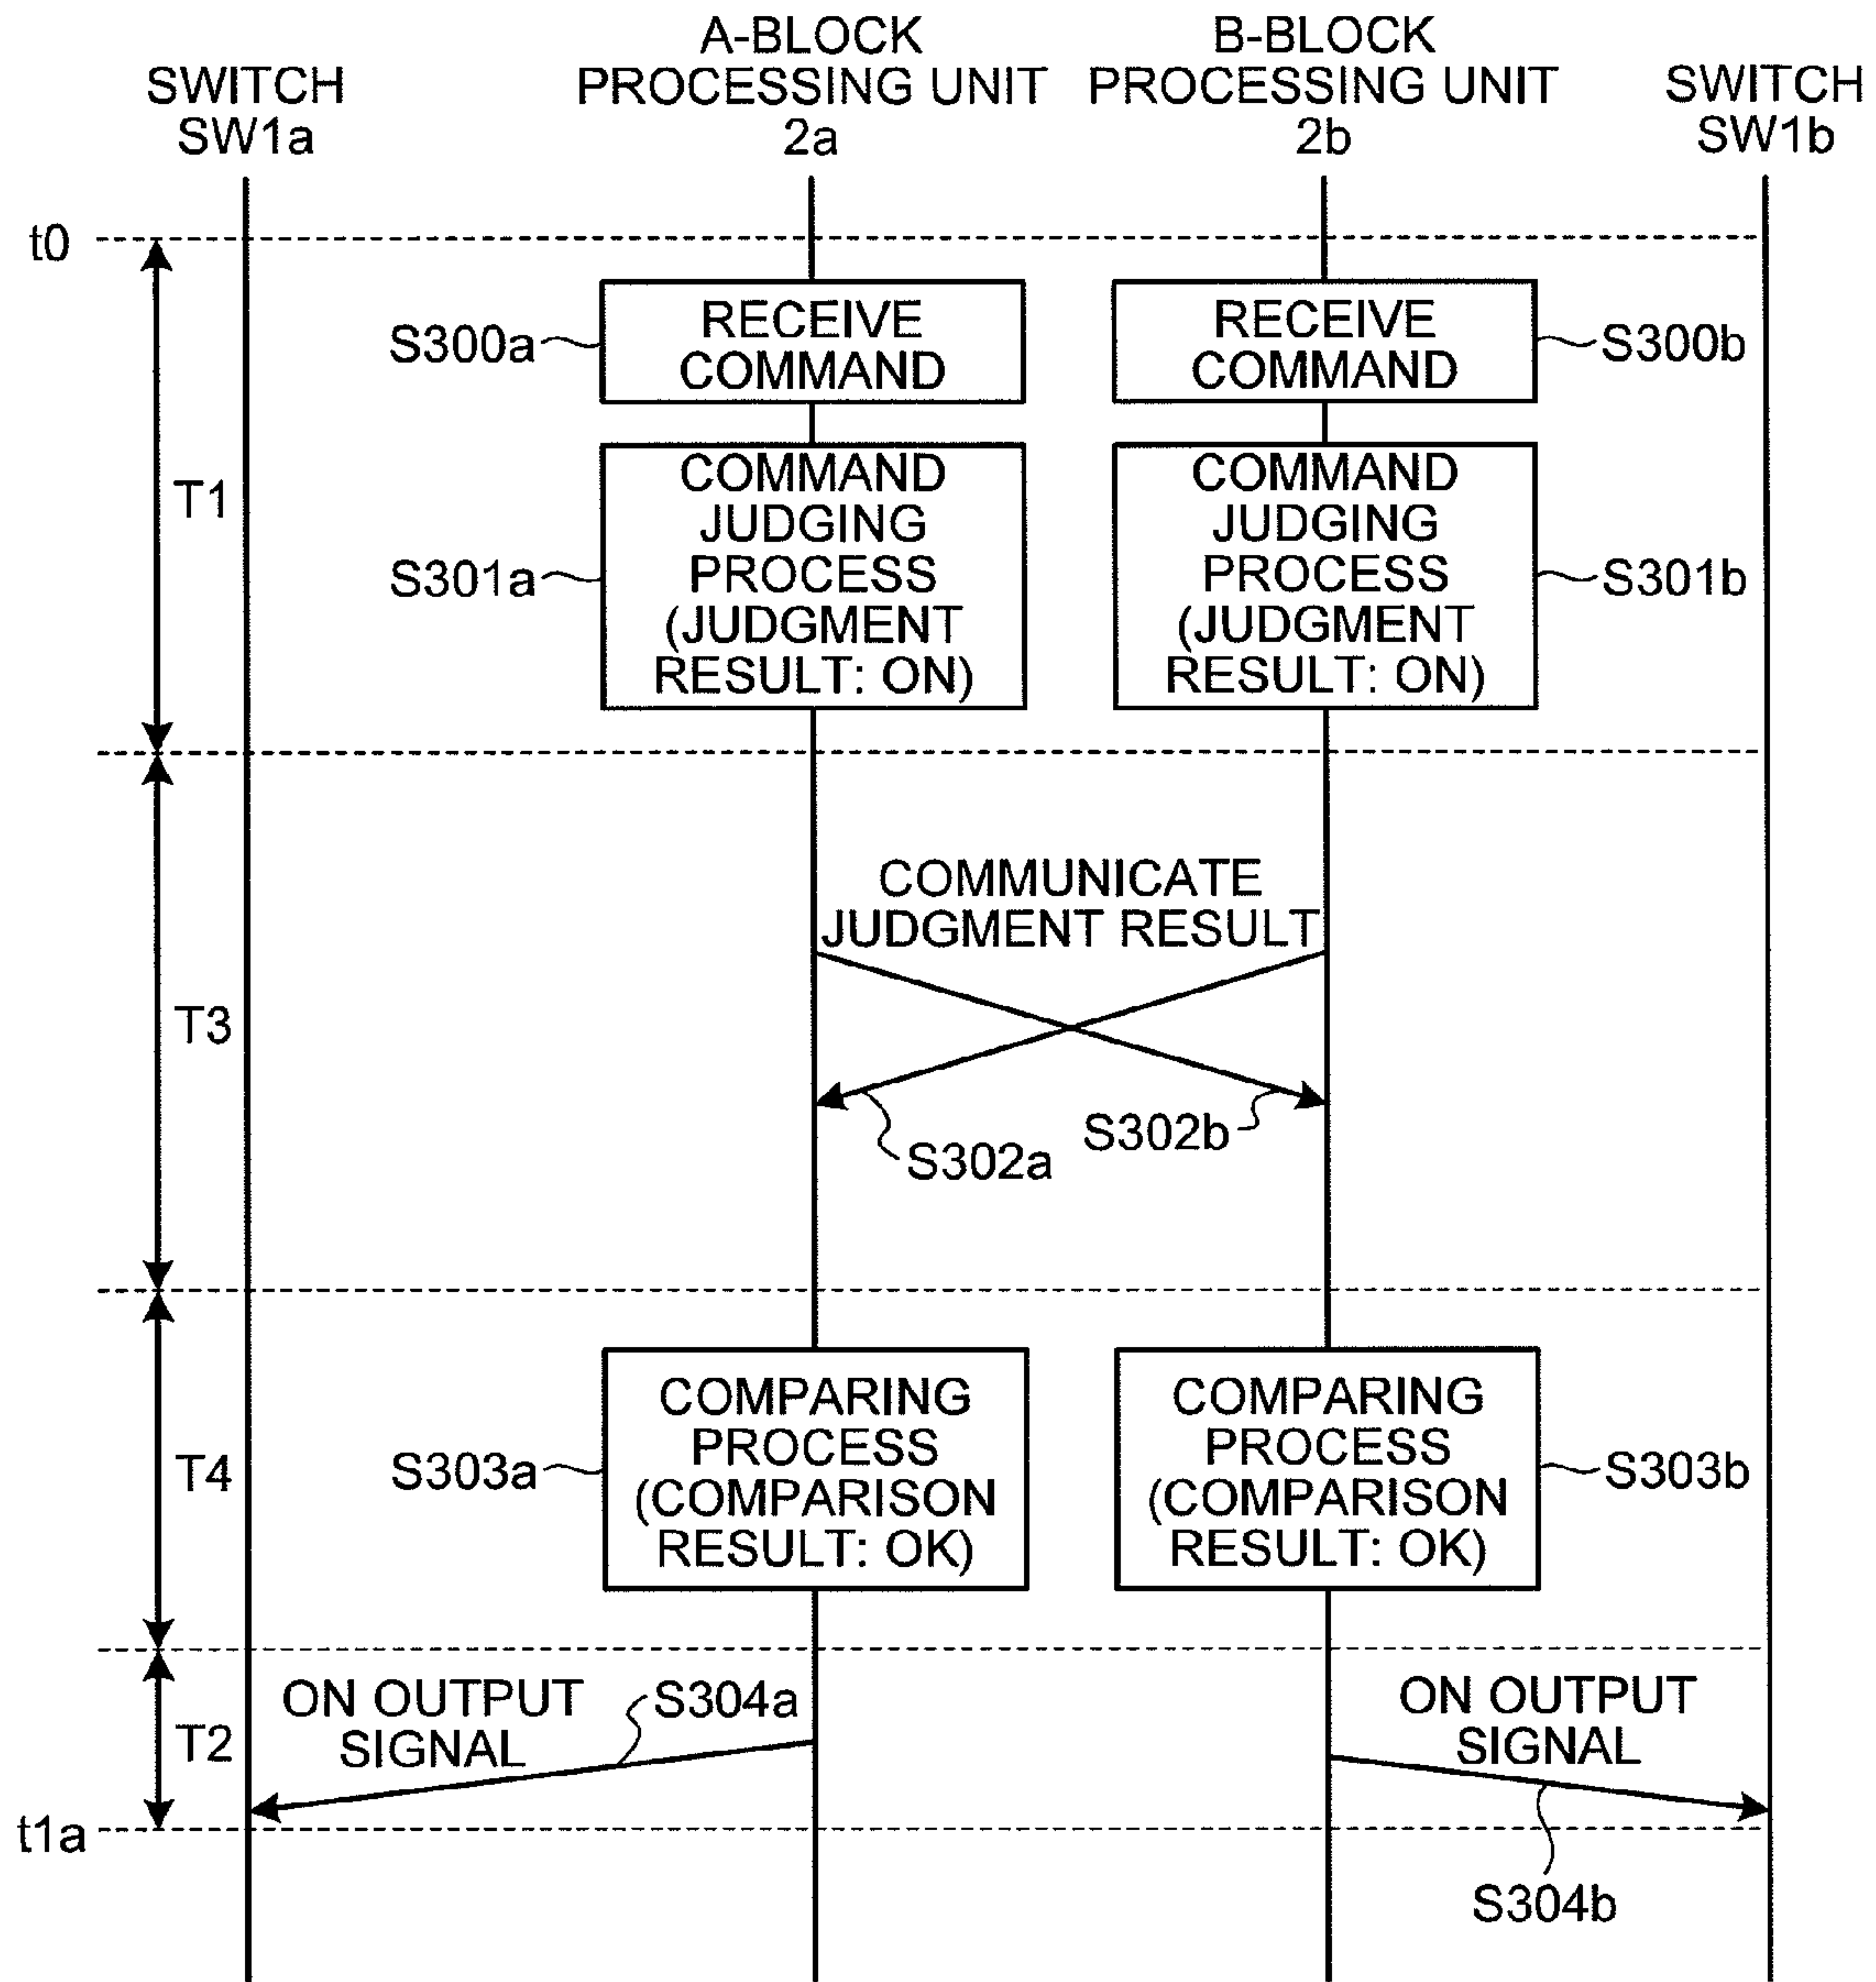 A-BLOCK
PROCESSING UNIT
2a
B-BLOCK
PROCESSING UNIT
2b
SWITCH
SW1a
SWITCH
SW1b
t0
RECEIVE
COMMAND
RECEIVE
COMMAND
S300a
S300b
T1
COMMAND
JUDGING
PROCESS
(JUDGMENT
RESULT: ON)
COMMAND
JUDGING
PROCESS
(JUDGMENT
RESULT: ON)
S301a
S301b
COMMUNICATE
JUDGMENT RESULT
T3
S302b
S302a
T4
S303a
COMPARING
PROCESS
(COMPARISON
RESULT: OK)
COMPARING
PROCESS
(COMPARISON
RESULT: OK)
S303b
T2
ON OUTPUT
SIGNAL
S304a
ON OUTPUT
SIGNAL
t1a
S304b